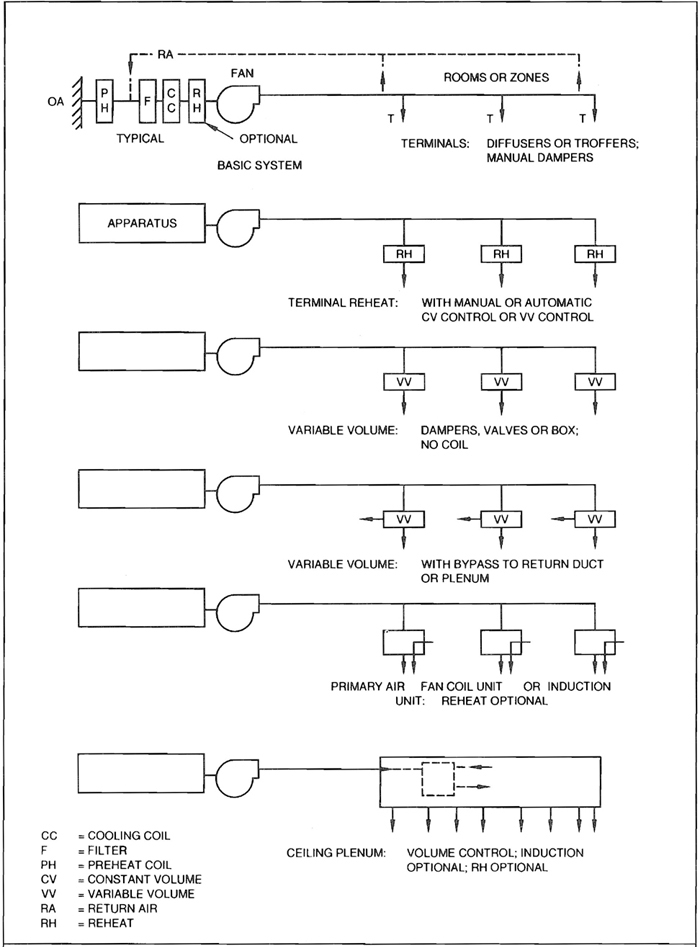 RA
FAN
ROOMS OR ZONES
OA
PH
F
CC
RH
T
T
T
TYPICAL
OPTIONAL
TERMINALS: DIFFUSERS OR TROFFERS;
MANUAL DAMPERS
BASIC SYSTEM
APPARATUS
RH
RH
RH
TERMINAL REHEAT: WITH MANUAL OR AUTOMATIC
CV CONTROL OR VV CONTROL
VV
VV
VV
VARIABLE VOLUME: DAMPERS, VALVES OR BOX;
NO COIL
VV
VV
VV
VARIABLE VOLUME: WITH BYPASS TO RETURN DUCT
OR PLENUM
PRIMARY AIR FAN COIL UNIT OR INDUCTION
UNIT: REHEAT OPTIONAL
CEILING PLENUM: VOLUME CONTROL; INDUCTION
OPTIONAL; RH OPTIONAL
CC = COOLING COIL
F = FILTER
PH = PREHEAT COIL
CV = CONSTANT VOLUME
VV = VARIABLE VOLUME
RA = RETURN AIR
RH = REHEAT